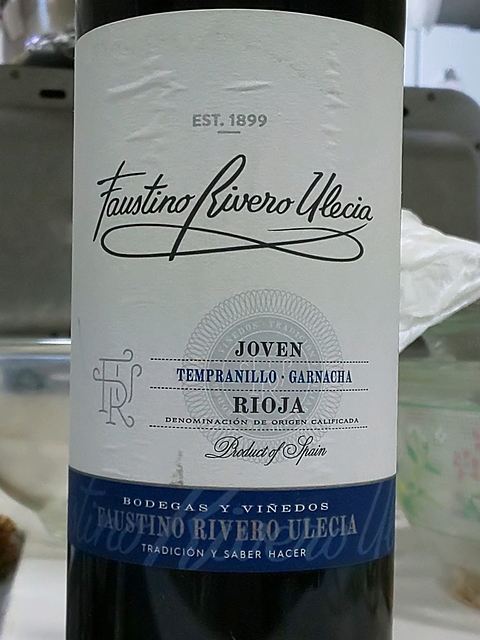 EST. 1899
Faustino Rivero Ulecia
JOVEN
TEMPRANILLO · GARNACHA
RIOJA
DENOMINACIÓN DE ORIGEN CALIFICADA
Product of Spain
BODEGAS Y VIÑEDOS
FAUSTINO RIVERO ULECIA
TRADICIÓN Y SABER HACER